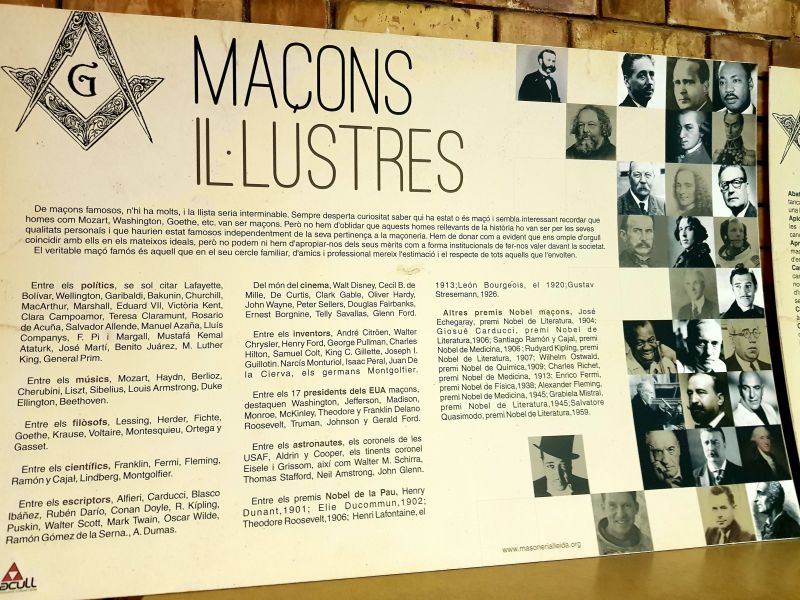 G
MAÇONS
IL·LUSTRES
De maçons famosos, n'hi ha molts, i la llista seria interminable. Sempre desperta curiositat saber qui ha estat o és maçó i sembla interessant recordar que
homes com Mozart, Washington, Goethe, etc. van ser maçons. Però no hem d'oblidar que aquests homes rellevants de la història ho van ser per les seves
qualitats personals i que haurien estat famosos independentment de la seva pertinença a la maçoneria. Hem de donar com a evident que ens omple d'orgull
coincidir amb ells en els mateixos ideals, però no podem ni hem d'apropiar-nos dels seus mèrits com a forma institucionals de fer-nos valer davant la societat.
El veritable maçó famós és aquell que en el seu cercle familiar, d'amics i professional mereix l'estimació i el respecte de tots aquells que l'envolten.
Entre els polítics, se sol citar Lafayette,
Bolívar, Wellington, Garibaldi, Bakunin, Churchill,
MacArthur, Marshall, Eduard VII, Victòria Kent,
Clara Campoamor, Teresa Claramunt, Rosario
de Acuña, Salvador Allende, Manuel Azaña, Lluís
Companys, F. Pi i Margall, Mustafá Kemal
Ataturk, José Martí, Benito Juárez, M. Luther
King, General Prim.
Entre els músics, Mozart, Haydn, Berlioz,
Cherubini, Liszt, Sibelius, Louis Armstrong, Duke
Ellington, Beethoven.
Entre els filòsofs, Lessing, Herder, Fichte,
Goethe, Krause, Voltaire, Montesquieu, Ortega y
Gasset.
Entre els científics, Franklin, Fermi, Fleming,
Ramón y Cajal, Lindberg, Montgolfier.
Entre els escriptors, Alfieri, Carducci, Blasco
Ibáñez, Rubén Darío, Conan Doyle, R. Kípling,
Puskin, Walter Scott, Mark Twain, Oscar Wilde,
Ramón Gómez de la Serna., A. Dumas.
Del món del cinema, Walt Disney, Cecil B. de
Mille, De Curtis, Clark Gable, Oliver Hardy,
John Wayne, Peter Sellers, Douglas Fairbanks,
Ernest Borgnine, Telly Savallas, Glenn Ford.
Entre els inventors, André Citröen, Walter
Chrysler, Henry Ford, George Pullman, Charles
Hilton, Samuel Colt, King C. Gillette, Joseph I.
Guillotin. Narcís Monturiol, Isaac Peral, Juan De
la Cierva, els germans Montgolfier.
Entre els 17 presidents dels EUA maçons,
destaquen Washington, Jefferson, Madison,
Monroe, McKinley, Theodore y Franklin Delano
Roosevelt, Truman, Johnson y Gerald Ford.
Entre els astronautes, els coronels de les
USAF, Aldrin y Cooper, els tinents coronel
Eisele i Grissom, així com Walter M. Schirra,
Thomas Stafford, Neil Amstrong, John Glenn.
Entre els premis Nobel de la Pau, Henry
Dunant,1901; Elie Ducommun,1902;
Theodore Roosevelt,1906; Henri Lafontaine, el
1913;León Bourgeois, el 1920;Gustav
Stresemann, 1926.
Altres premis Nobel maçons, José
Echegaray, premi Nobel de Literatura, 1904;
Giosuè Carducci, premi Nobel de
Literatura,1906; Santiago Ramón y Cajal, premi
Nobel de Medicina, 1906 ; Rudyard Kipling, premi
Nobel de Literatura, 1907; Wilhelm Ostwald,
premi Nobel de Química,1909; Charles Richet,
premi Nobel de Medicina, 1913; Enrico Fermi,
premi Nobel de Física,1938; Alexander Fleming,
premi Nobel de Medicina, 1945; Grabiela Mistral,
premi Nobel de Literatura,1945;Salvatore
Quasimodo, premi Nobel de Literatura,1959.
www.masonerialleida.org